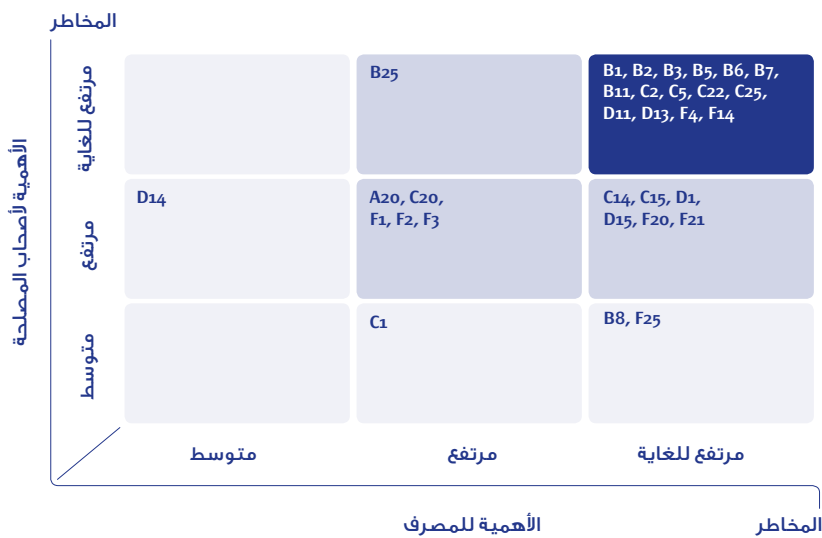 المخاطر
الأهمية لأصحاب المصلحة
مرتفع للغاية
B25
B1, B2, B3, B5, B6, B7,
B11, C2, C5, C22, C25,
D11, D13, F4, F14
مرتفع
D14
A20, C20,
F1, F2, F3
C14, C15, D1,
D15, F20, F21
متوسط
C1
B8, F25
متوسط
مرتفع
مرتفع للغاية
الأهمية للمصرف
المخاطر